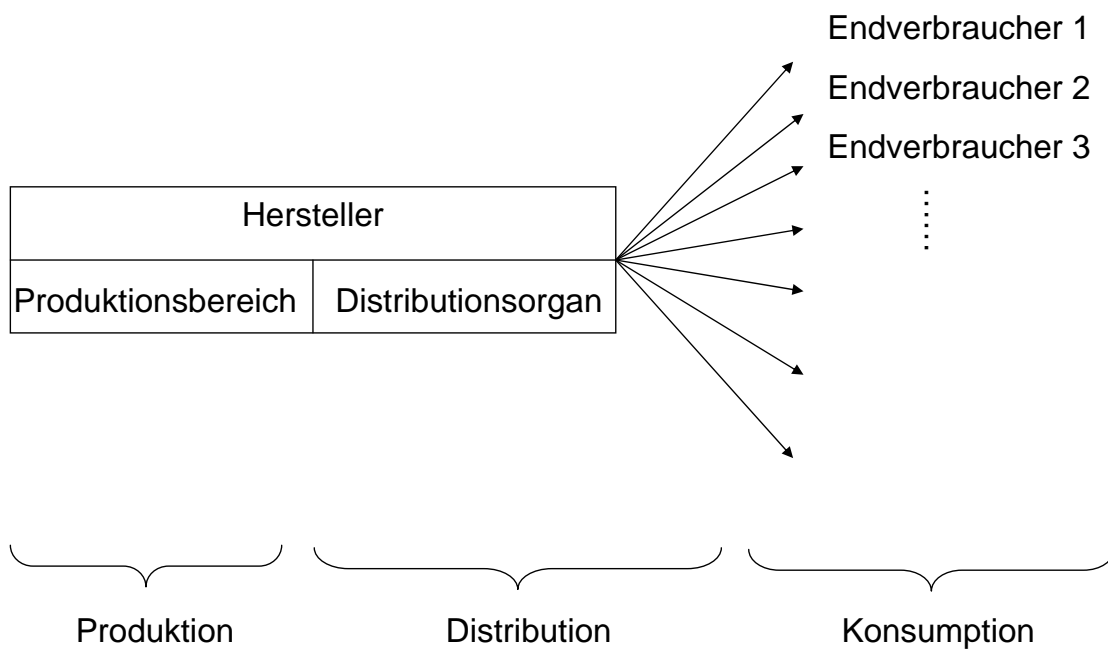 Endverbraucher 1
Endverbraucher 2
Endverbraucher 3
Hersteller
Produktionsbereich
Distributionsorgan
Produktion
Distribution
Konsumption